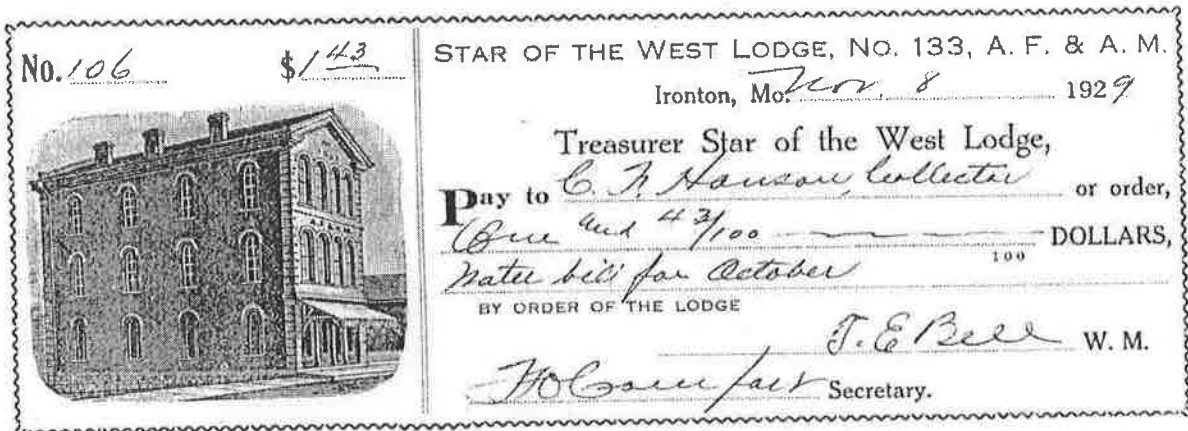 No. 106 $1 43
STAR OF THE WEST LODGE, NO. 133, A. F. & A. M.
Ironton, Mo. Nov. 8 1929
Treasurer Star of the West Lodge,
Pay to C. F. Hanson, Collector or order,
One and 43/100 DOLLARS,
100
Water bill for October
BY ORDER OF THE LODGE
T. E Bell W. M.
Secretary.